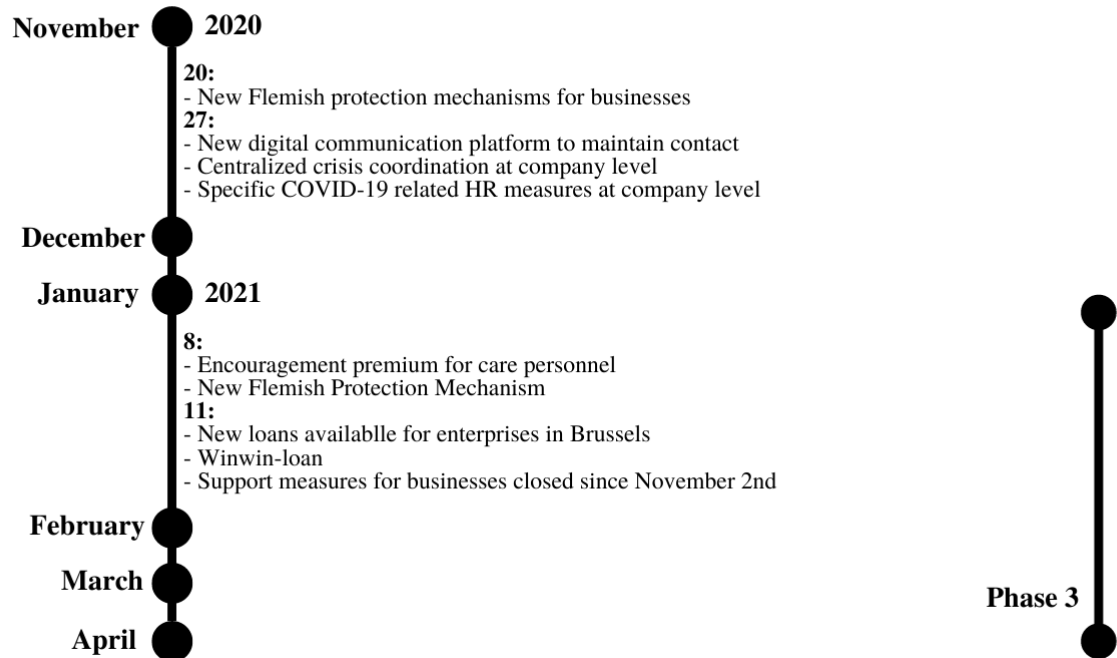 November 2020
20:
- New Flemish protection mechanisms for businesses
27:
- New digital communication platform to maintain contact
- Centralized crisis coordination at company level
- Specific COVID-19 related HR measures at company level
December
January 2021
8:
- Encouragement premium for care personnel
- New Flemish Protection Mechanism
11:
- New loans availablle for enterprises in Brussels
- Winwin-loan
- Support measures for businesses closed since November 2nd
February
March
Phase 3
April